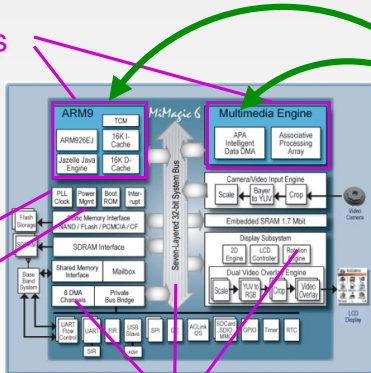 s
ARM9
TCM
ARM926EJ
16K I-
Cache
Jazelle Java
Engine
16K D-
Cache
MiMagic 6
Multimedia Engine
APA
Intelligent
Data DMA
Associative
Processing
Array
Seven-Layered 32-bit System Bus
PLL
Clock
Power
Mgmt
Boot
ROM
Inter-
rupt
Camera/Video Input Engine
Scale
Bayer
to YUV
Crop
Video
Camera
Flash
Storage
Static Memory Interface
NAND / Flash / PCMCIA / CF
Embedded SRAM 1.7 Mbit
SDRAM Interface
Display Subsystem
2D
Engine
LCD
Controller
Rotation
Engine
Base
Band
System
Shared Memory
Interface
Mailbox
Dual Video Overlay Engine
Scale
YUV to
RGB
Crop
Video
Overlay
LCD
Display
8 DMA
Channels
Private
Bus Bridge
UART
Flow
Control
UART
FIR
USB
Slave
SPI
ACLink
I2S
SDCard
SDIO
MMC
GPIO
Timer
RTC
SIR